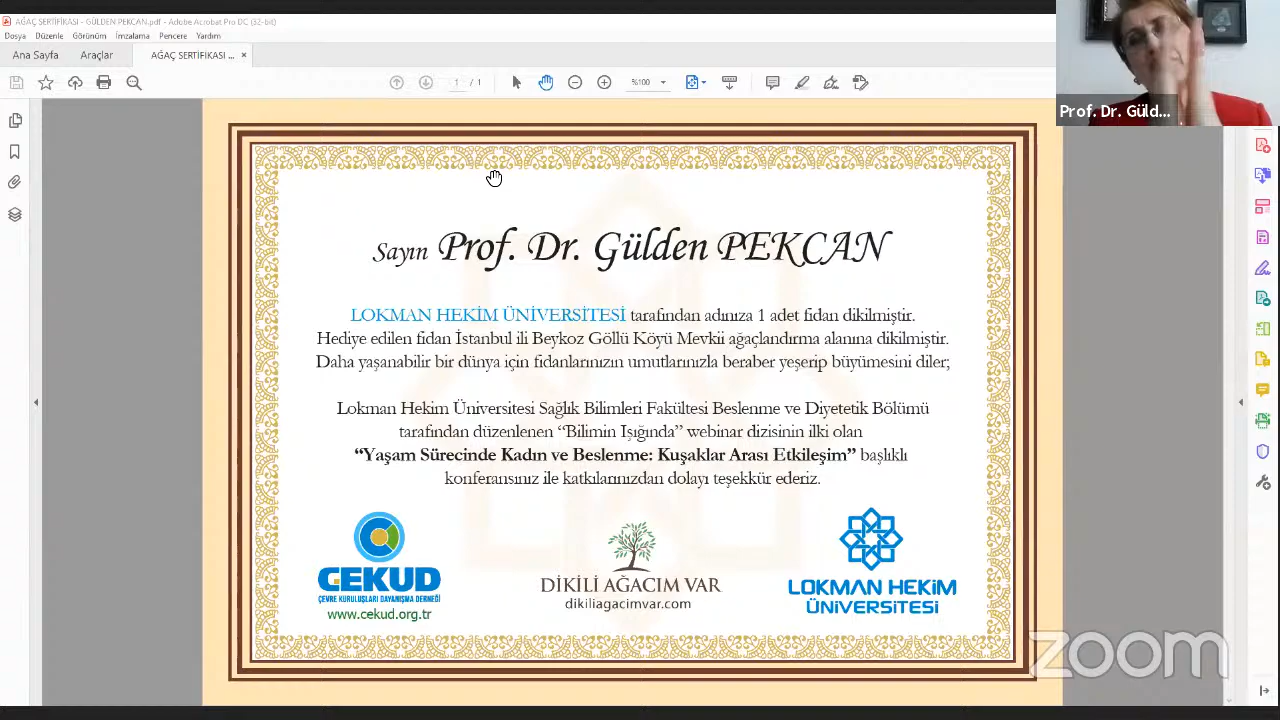 AĞAÇ SERTİFİKASI - GÜLDEN PEKCAN.pdf - Adobe Acrobat Pro DC (32-bit)
Dosya Düzenle Görünüm İmzalama Pencere Yardım
Ana Sayfa Araçlar AĞAÇ SERTİFİKASI ... ×
1 / 1 %100
Prof. Dr. Güld...
Sayın Prof. Dr. Gülden PEKCAN
LOKMAN HEKİM ÜNİVERSİTESİ tarafından adınıza 1 adet fidan dikilmiştir.
Hediye edilen fidan İstanbul ili Beykoz Göllü Köyü Mevkii ağaçlandırma alanına dikilmiştir.
Daha yaşanabilir bir dünya için fidanlarınızın umutlarınızla beraber yeşerip büyümesini diler;
Lokman Hekim Üniversitesi Sağlık Bilimleri Fakültesi Beslenme ve Diyetetik Bölümü
tarafından düzenlenen “Bilimin Işığında” webinar dizisinin ilki olan
“Yaşam Sürecinde Kadın ve Beslenme: Kuşaklar Arası Etkileşim” başlıklı
konferansınız ile katkılarınızdan dolayı teşekkür ederiz.
ÇEKUD
ÇEVRE KURULUŞLARI DAYANIŞMA DERNEĞİ
www.cekud.org.tr
DİKİLİ AĞACIM VAR
dikiliagacimvar.com
LOKMAN HEKİM
ÜNİVERSİTESİ
zoom